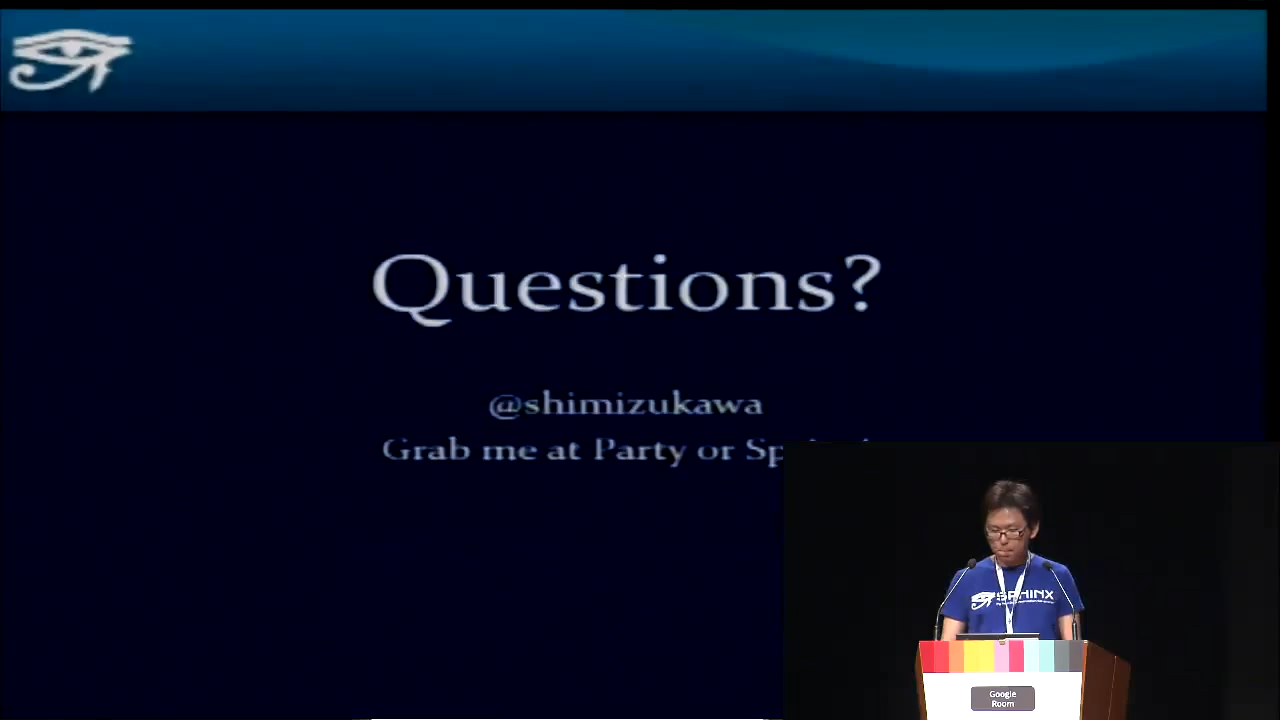 Questions?
@shimizukawa
Grab me at Party or
SPHINX
Google
Room